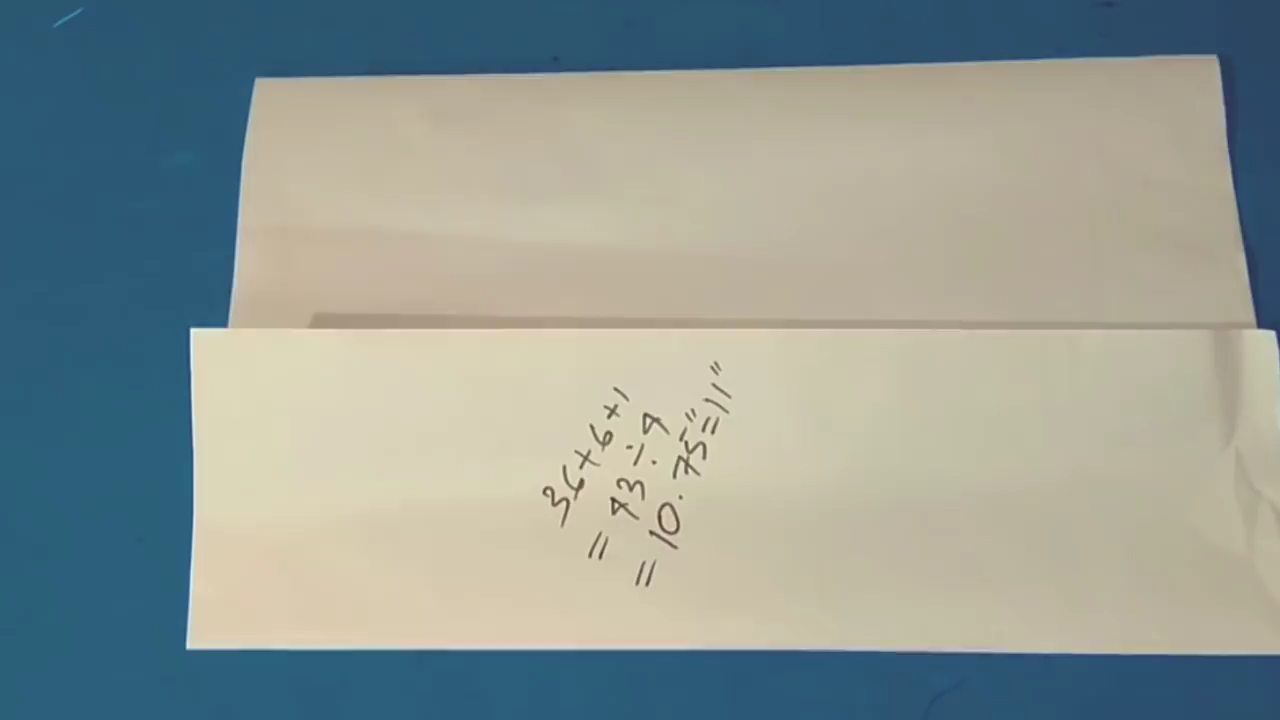 36+6+1
= 43÷4
= 10.75"=11"